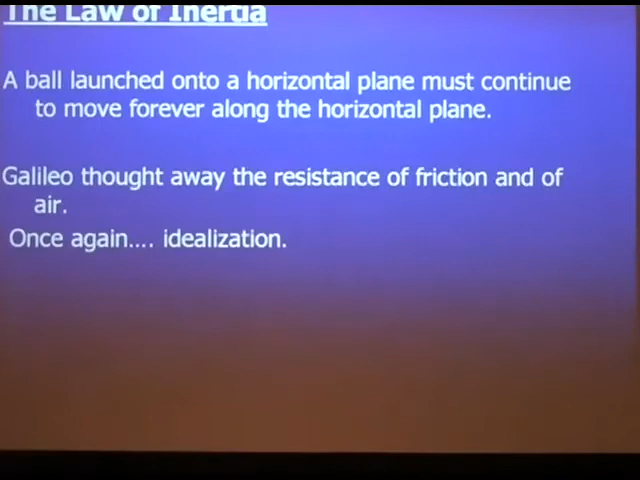 The Law of Inertia
A ball launched onto a horizontal plane must continue
to move forever along the horizontal plane.
Galileo thought away the resistance of friction and of
air.
Once again.... idealization.